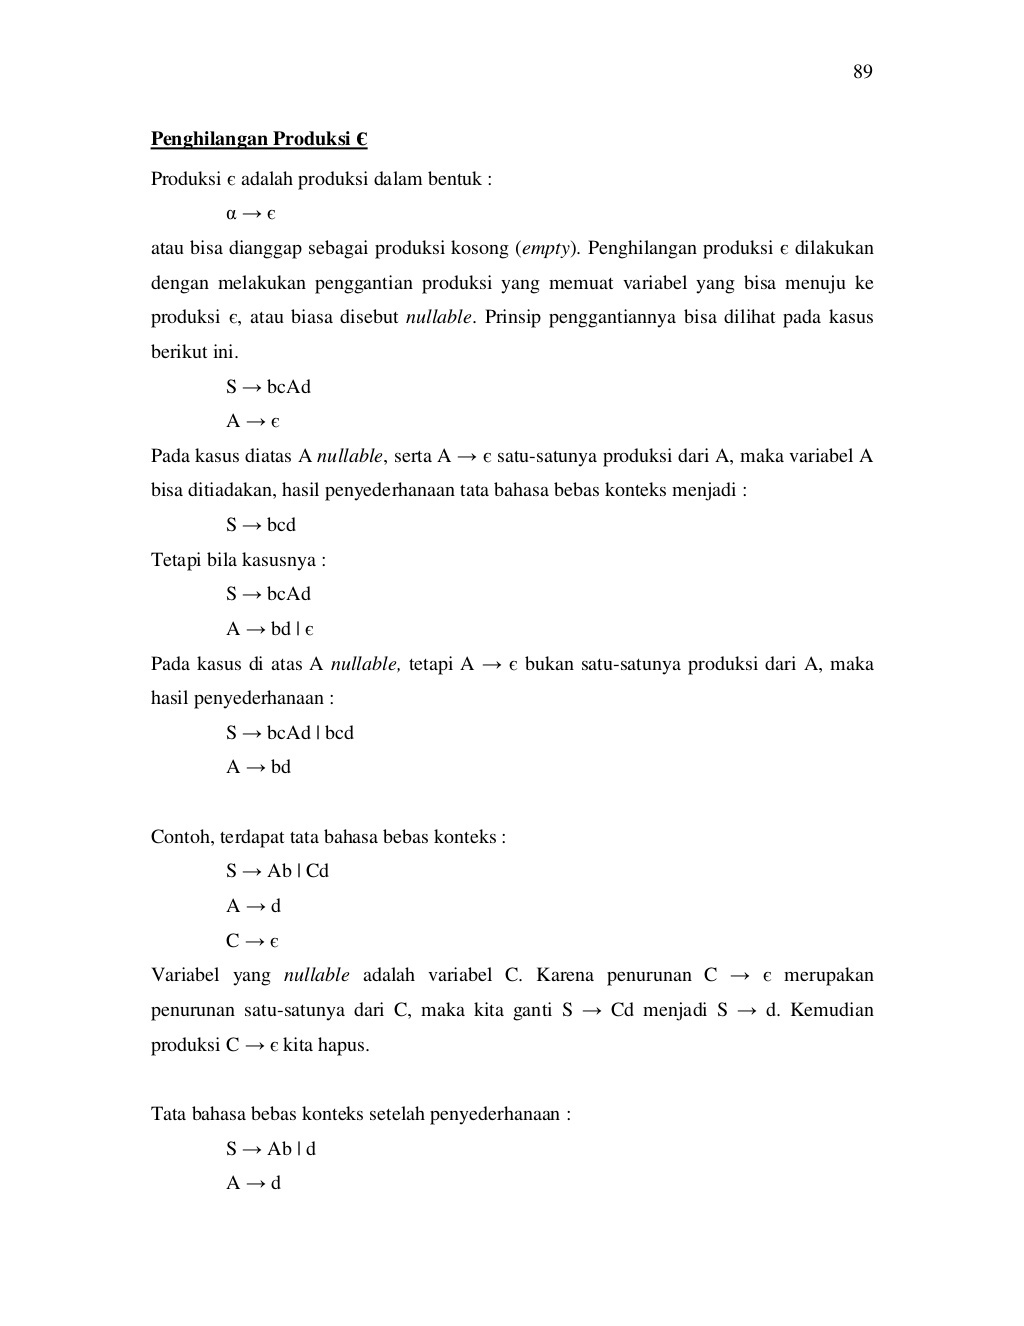 89
Penghilangan Produksi Є
Produksi є adalah produksi dalam bentuk :
α → є
atau bisa dianggap sebagai produksi kosong (empty). Penghilangan produksi є dilakukan
dengan melakukan penggantian produksi yang memuat variabel yang bisa menuju ke
produksi є, atau biasa disebut nullable. Prinsip penggantiannya bisa dilihat pada kasus
berikut ini.
S → bcAd
A → є
Pada kasus diatas A nullable, serta A → є satu-satunya produksi dari A, maka variabel A
bisa ditiadakan, hasil penyederhanaan tata bahasa bebas konteks menjadi :
S → bcd
Tetapi bila kasusnya :
S → bcAd
A → bd | є
Pada kasus di atas A nullable, tetapi A → є bukan satu-satunya produksi dari A, maka
hasil penyederhanaan :
S → bcAd | bcd
A → bd
Contoh, terdapat tata bahasa bebas konteks :
S → Ab | Cd
A → d
C → є
Variabel yang nullable adalah variabel C. Karena penurunan C → є merupakan
penurunan satu-satunya dari C, maka kita ganti S → Cd menjadi S → d. Kemudian
produksi C → є kita hapus.
Tata bahasa bebas konteks setelah penyederhanaan :
S → Ab | d
A → d